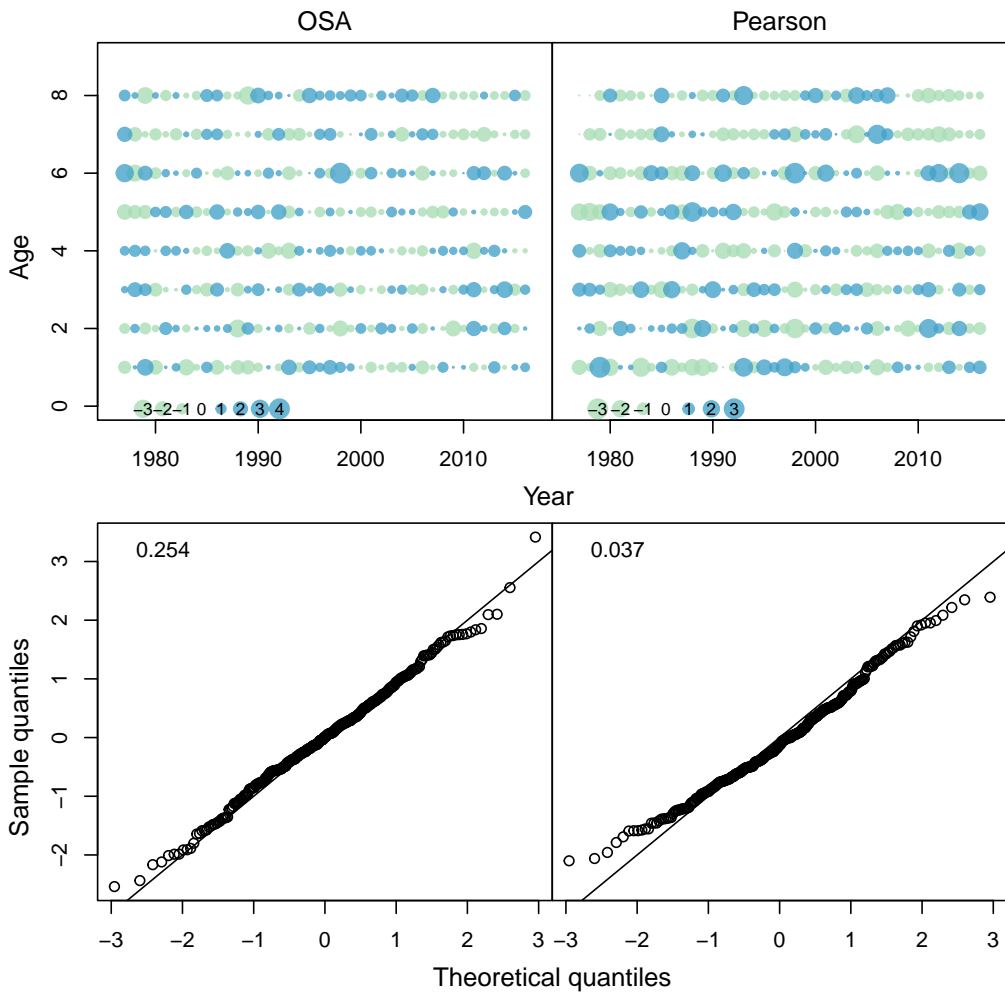 OSA Pearson
Age
8
6
4
2
0
−3 −2 −1 0 1 2 3 4
−3 −2 −1 0 1 2 3
1980 1990 2000 2010 1980 1990 2000 2010
Year
0.254 0.037
Sample quantiles
3
2
1
0
−1
−2
−3 −2 −1 0 1 2 3 −3 −2 −1 0 1 2 3
Theoretical quantiles